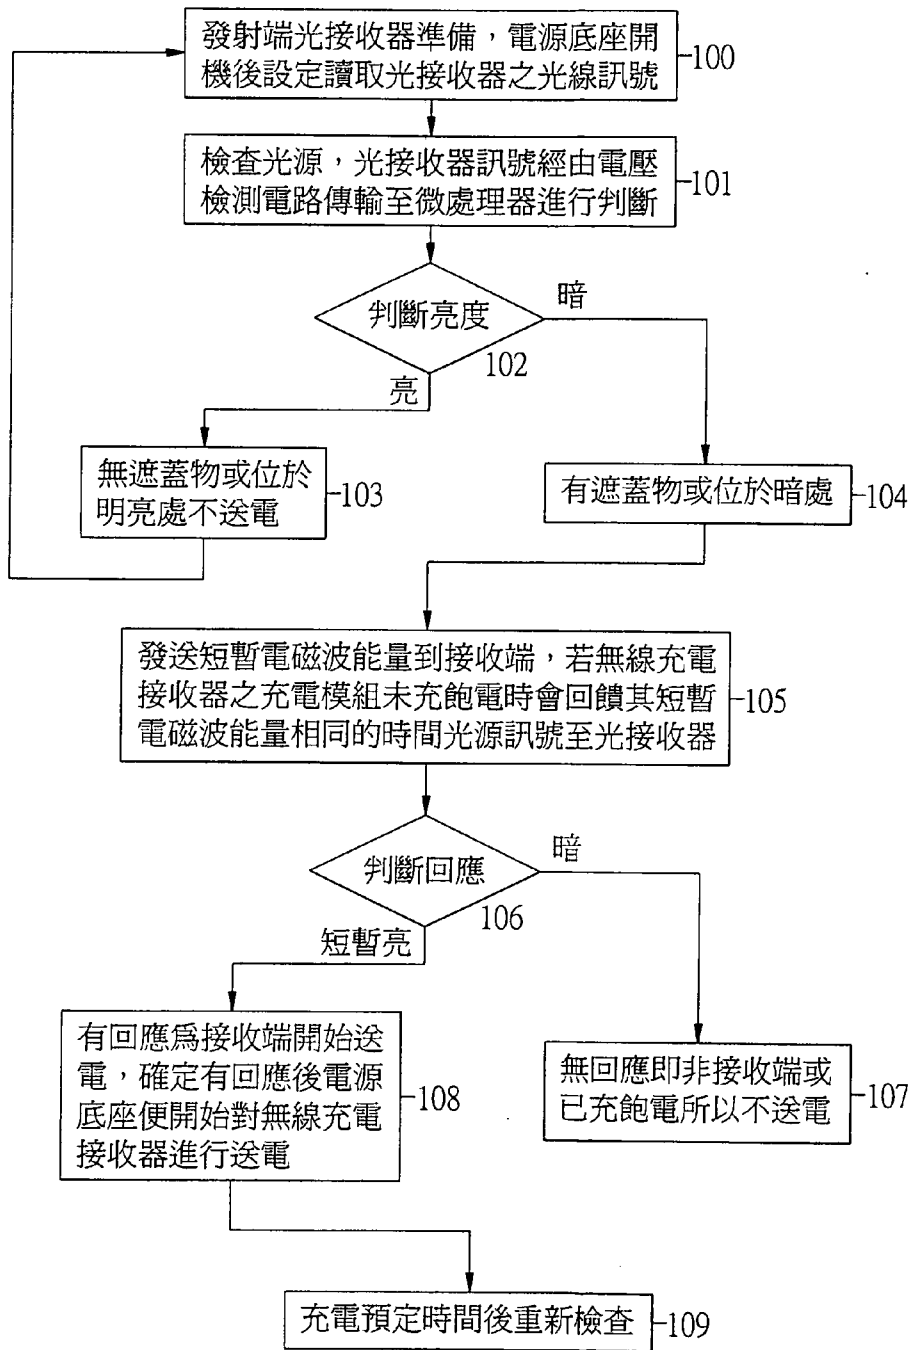 發射端光接收器準備，電源底座開
機後設定讀取光接收器之光線訊號
100
檢查光源，光接收器訊號經由電壓
檢測電路傳輸至微處理器進行判斷
101
判斷亮度
102
暗
亮
無遮蓋物或位於
明亮處不送電
103
有遮蓋物或位於暗處
104
發送短暫電磁波能量到接收端，若無線充電
接收器之充電模組未充飽電時會回饋其短暫
電磁波能量相同的時間光源訊號至光接收器
105
判斷回應
106
暗
短暫亮
有回應為接收端開始送
電，確定有回應後電源
底座便開始對無線充電
接收器進行送電
108
無回應即非接收端或
已充飽電所以不送電
107
充電預定時間後重新檢查
109